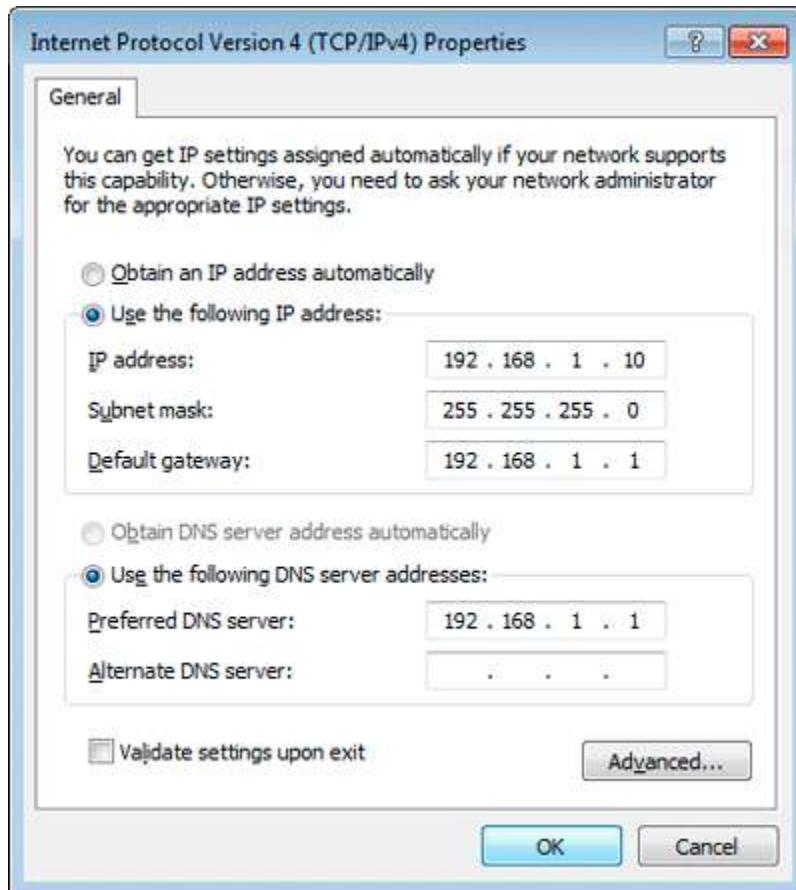 Internet Protocol Version 4 (TCP/IPv4) Properties
General
You can get IP settings assigned automatically if your network supports
this capability. Otherwise, you need to ask your network administrator
for the appropriate IP settings.
Obtain an IP address automatically
Use the following IP address:
IP address: 192 . 168 . 1 . 10
Subnet mask: 255 . 255 . 255 . 0
Default gateway: 192 . 168 . 1 . 1
Obtain DNS server address automatically
Use the following DNS server addresses:
Preferred DNS server: 192 . 168 . 1 . 1
Alternate DNS server: . . .
Validate settings upon exit
Advanced...
OK Cancel